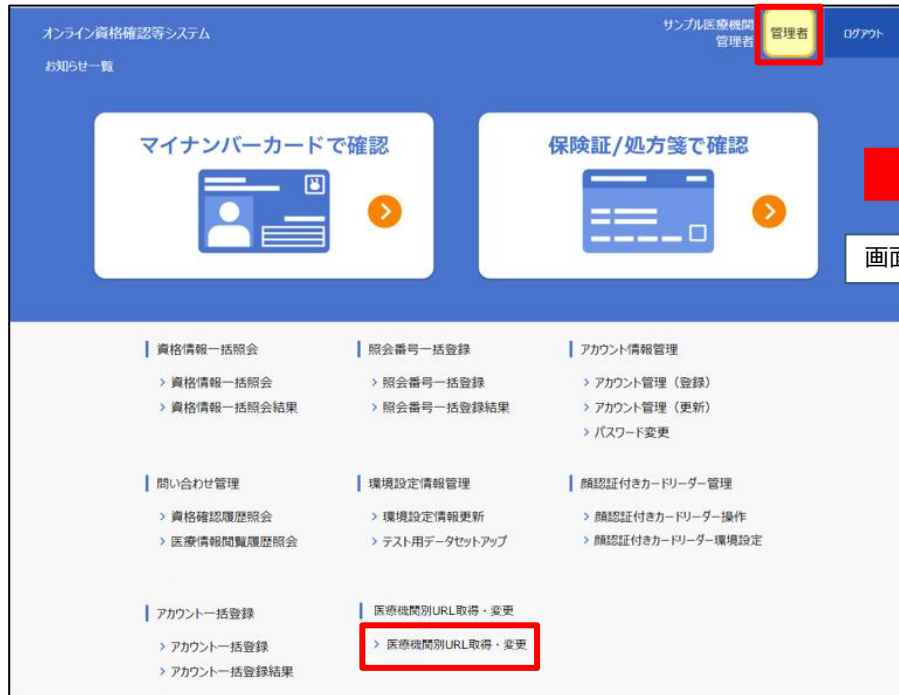 オンライン資格確認等システム
サンプル医療機関
管理者
管理者
ログアウト
お知らせ一覧
マイナンバーカードで確認
保険証/処方箋で確認
画面
資格情報一括照会
資格情報一括照会
資格情報一括照会結果
照会番号一括登録
照会番号一括登録
照会番号一括登録結果
アカウント情報管理
アカウント管理（登録）
アカウント管理（更新）
パスワード変更
問い合わせ管理
資格確認履歴照会
医療情報閲覧履歴照会
環境設定情報管理
環境設定情報更新
テスト用データセットアップ
顔認証付きカードリーダー管理
顔認証付きカードリーダー操作
顔認証付きカードリーダー環境設定
アカウント一括登録
アカウント一括登録
アカウント一括登録結果
医療機関別URL取得・変更
医療機関別URL取得・変更